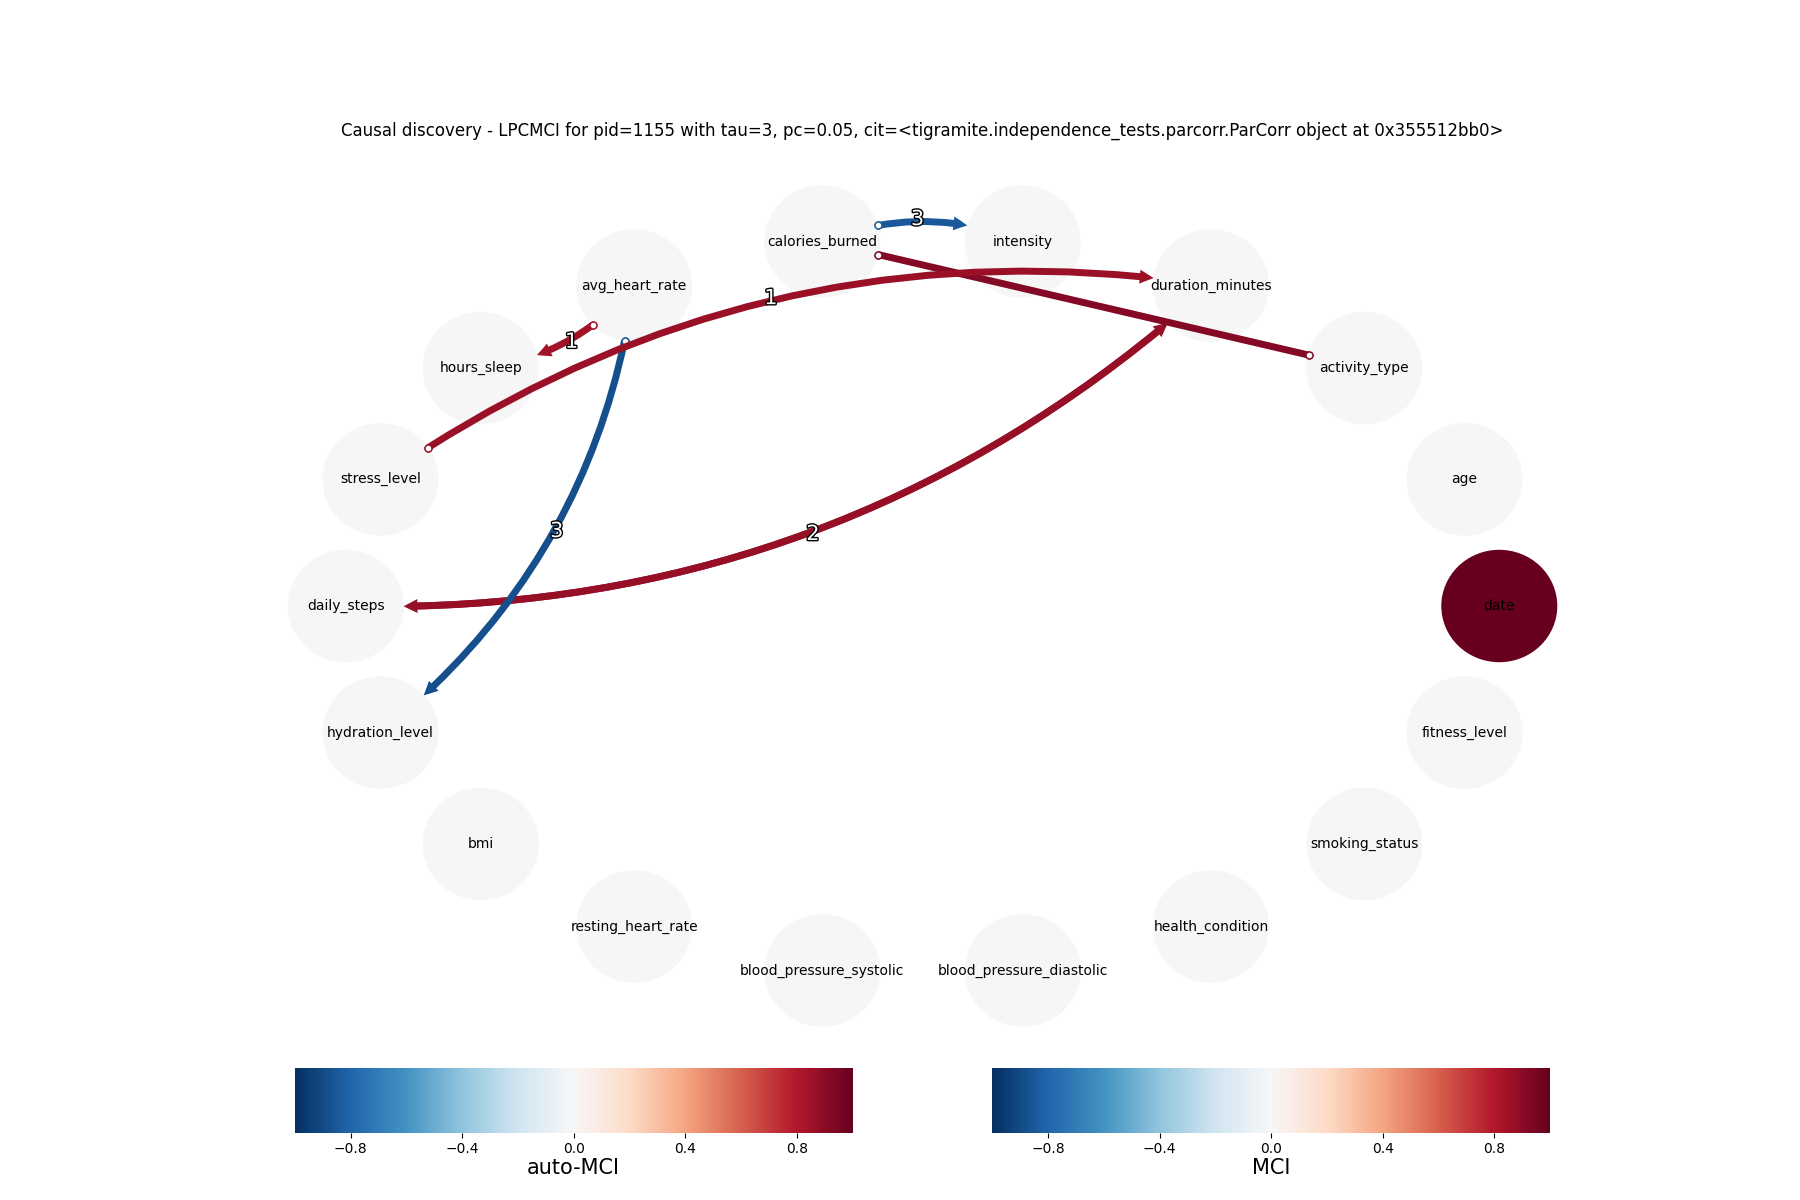 Causal discovery - LPCMCI for pid=1155 with tau=3, pc=0.05, cit=<tigramite.independence_tests.parcorr.ParCorr object at 0x355512bb0>
3
calories_burned
intensity
avg_heart_rate
duration_minutes
1
1
hours_sleep
activity_type
stress_level
age
3
2
daily_steps
date
hydration_level
fitness_level
bmi
smoking_status
resting_heart_rate
health_condition
blood_pressure_systolic
blood_pressure_diastolic
−0.8 −0.4 0.0 0.4 0.8
auto-MCI
−0.8 −0.4 0.0 0.4 0.8
MCI